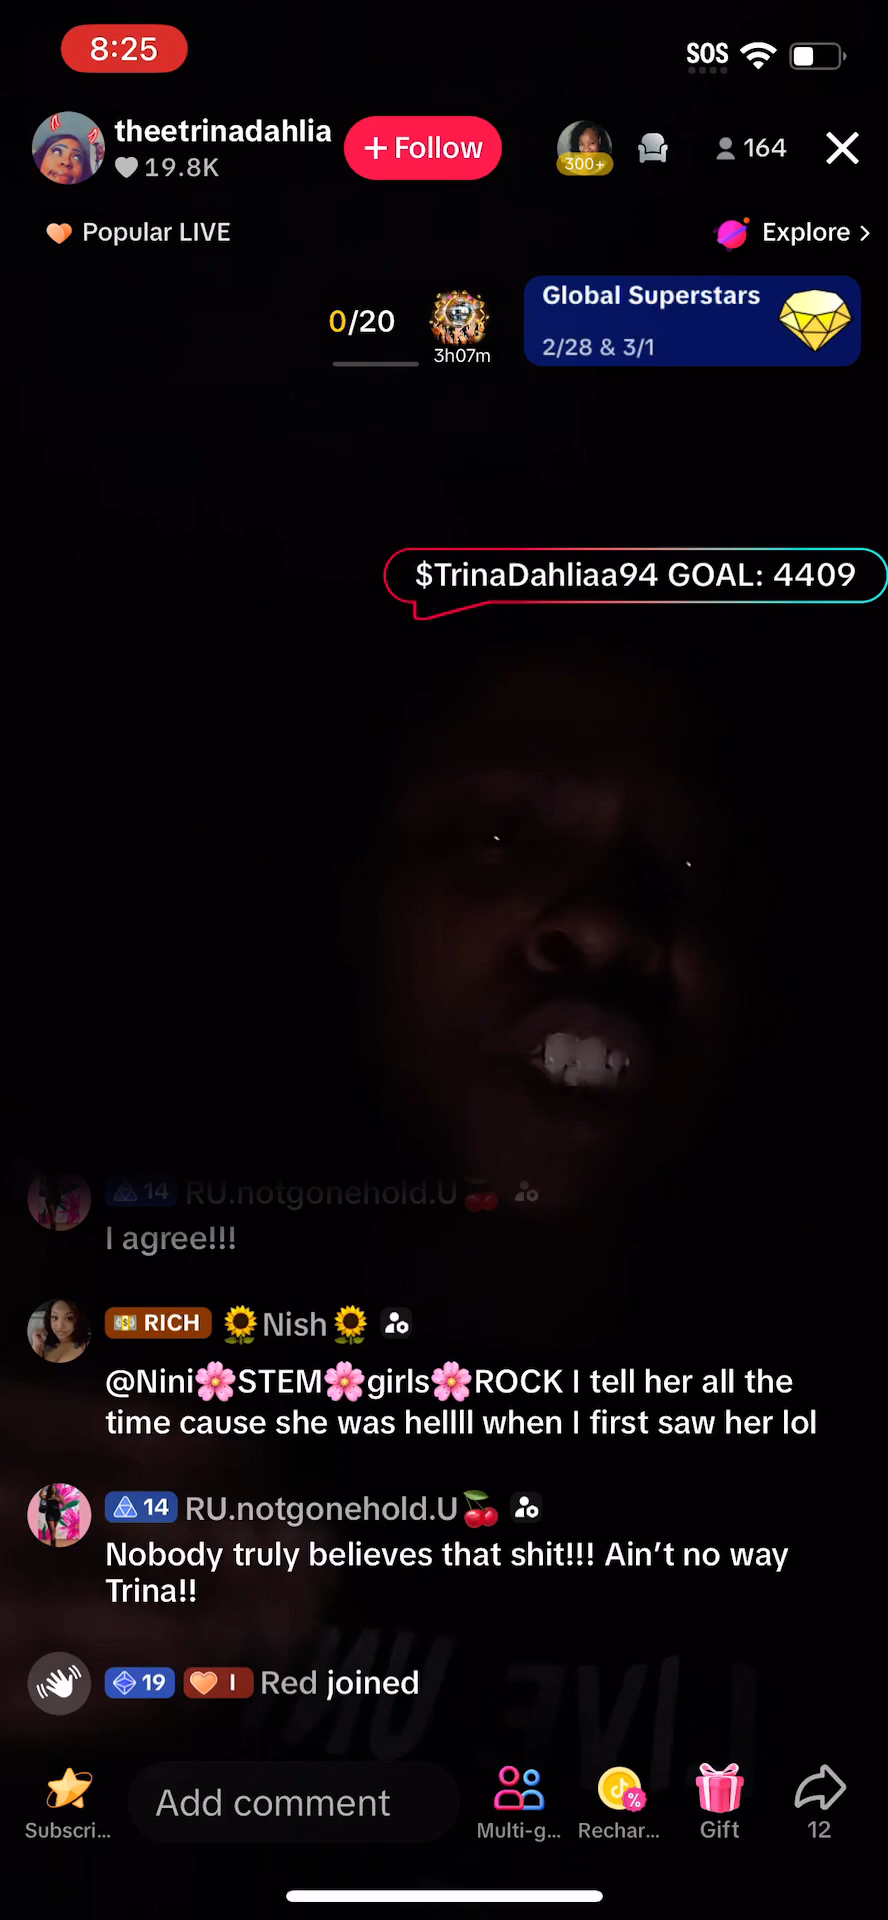 8:25
SOS
theetrinadahlia
19.8K
+ Follow
300+
164
Popular LIVE
Explore >
0/20
3h07m
Global Superstars
2/28 & 3/1
$TrinaDahliaa94 GOAL: 4409
14 RU.notgonehold.U🍒
I agree!!!
RICH 🌻Nish🌻
@Nini🌸STEM🌸girls🌸ROCK I tell her all the
time cause she was hellll when I first saw her lol
14 RU.notgonehold.U🍒
Nobody truly believes that shit!!! Ain't no way
Trina!!
19 I Red joined
Subscri...
Add comment
Multi-g...
Rechar...
Gift
12